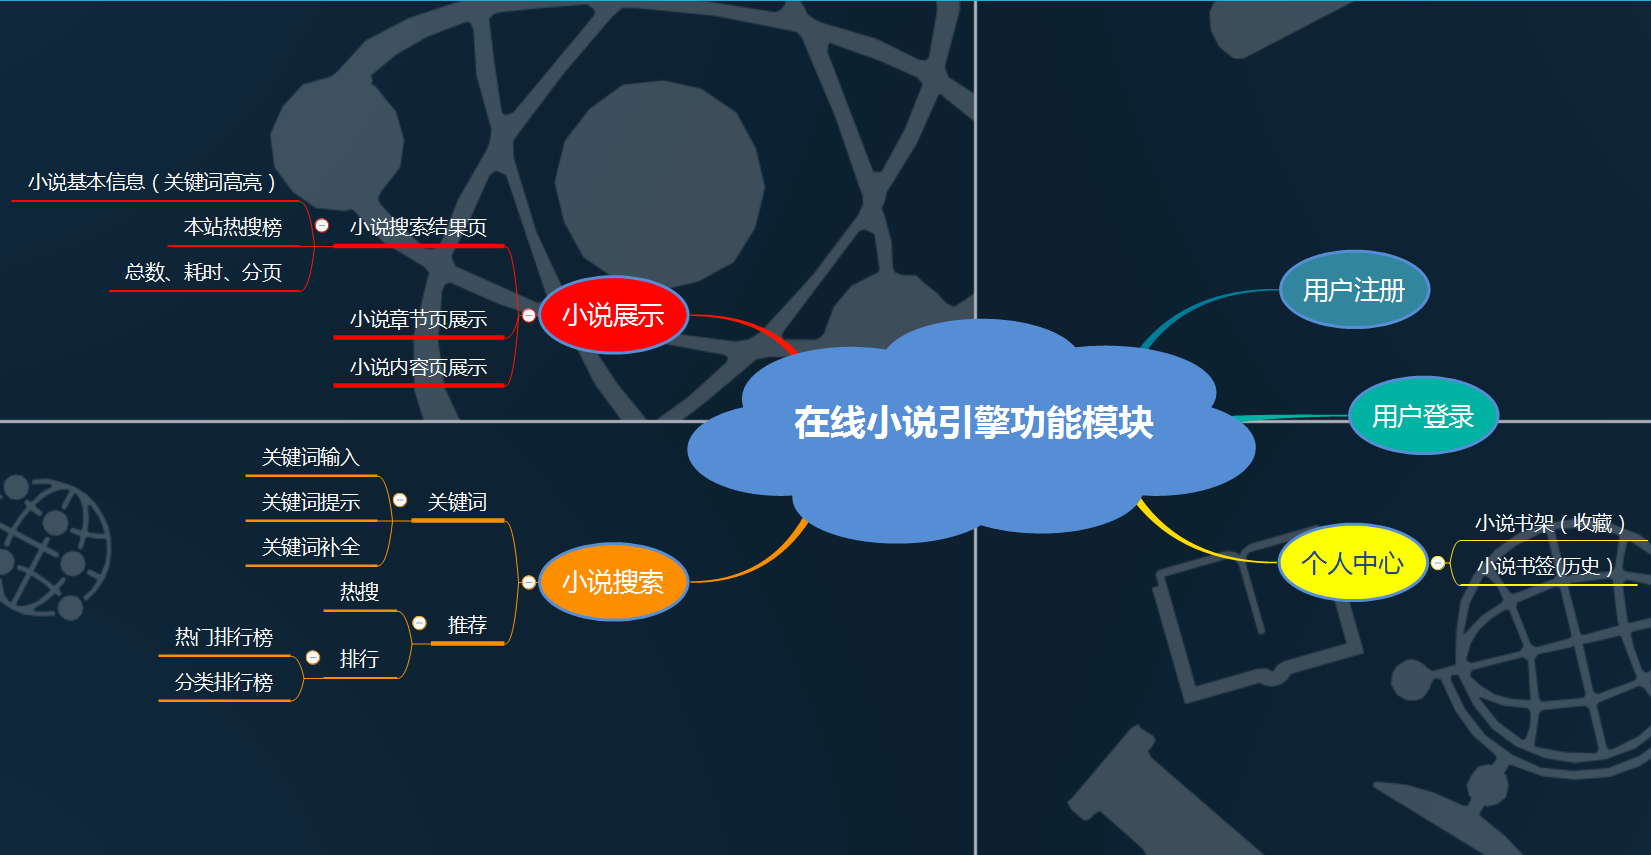 在线小说引擎功能模块
小说展示
小说搜索结果页
小说基本信息（关键词高亮）
本站热搜榜
总数、耗时、分页
小说章节页展示
小说内容页展示
小说搜索
关键词
关键词输入
关键词提示
关键词补全
推荐
热搜
排行
热门排行榜
分类排行榜
用户注册
用户登录
个人中心
小说书架（收藏）
小说书签(历史）